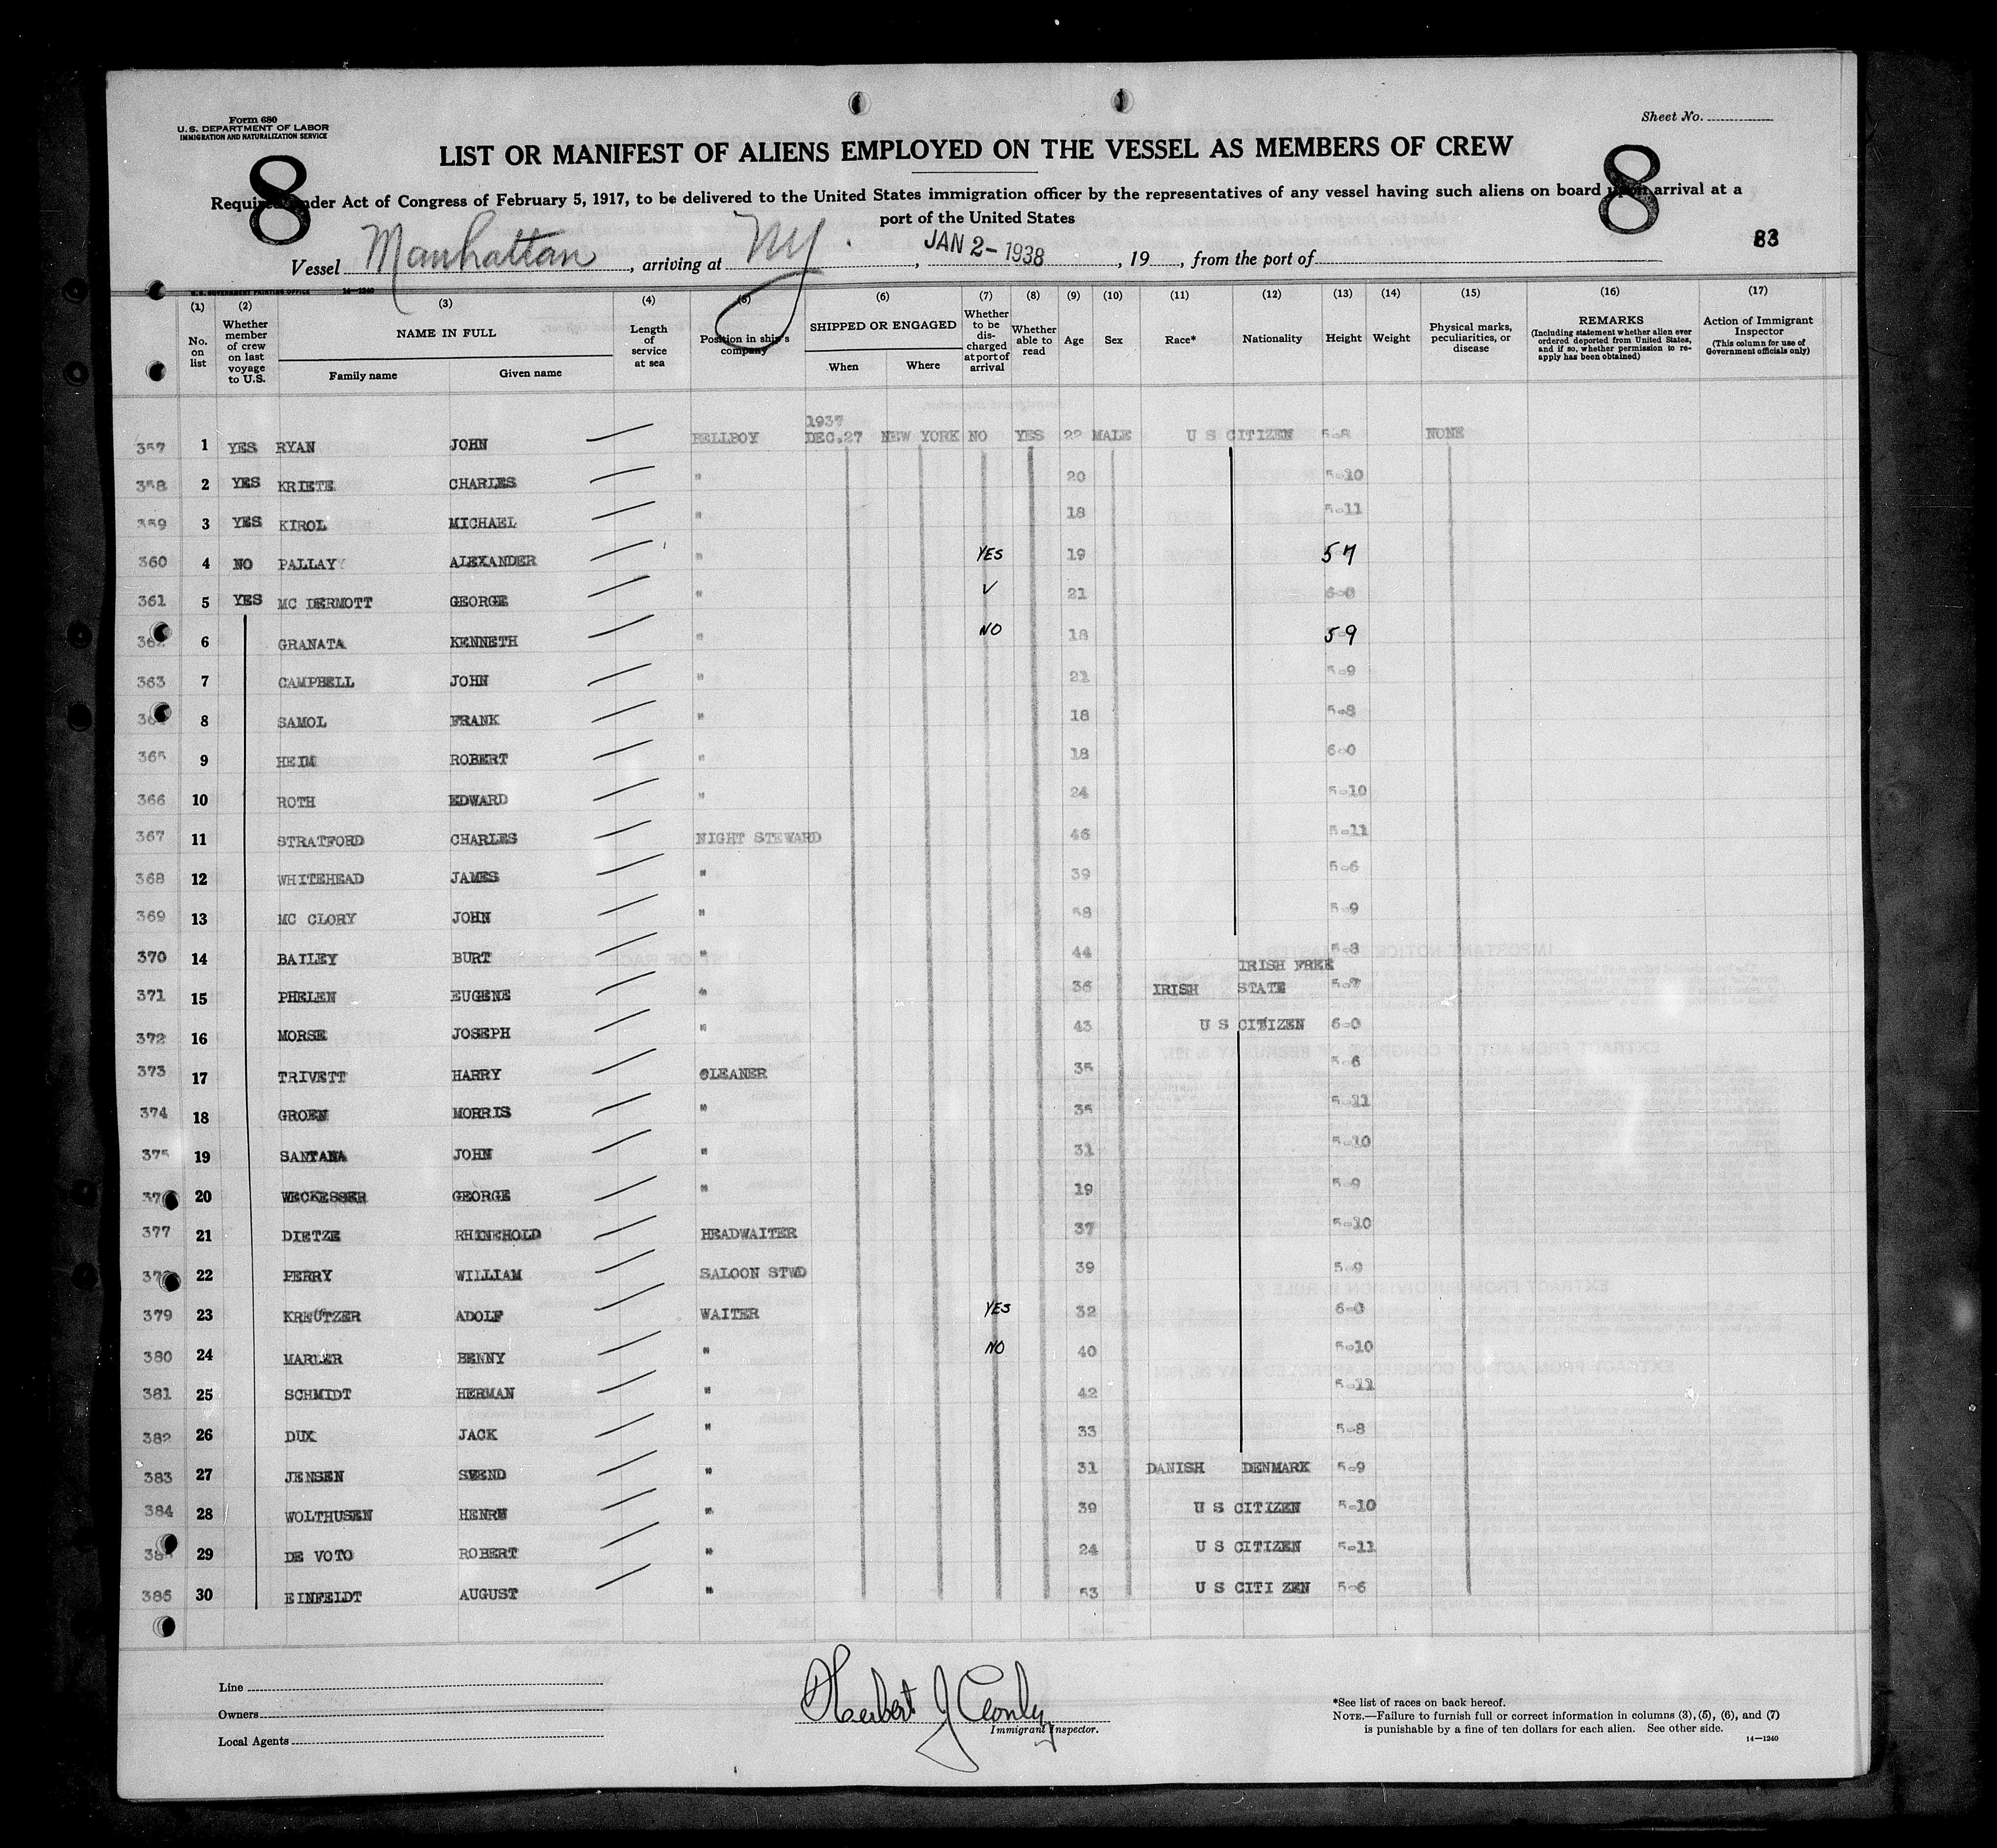 Form 680
U.S. DEPARTMENT OF LABOR
IMMIGRATION AND NATURALIZATION SERVICE
Sheet No.
8
8
LIST OR MANIFEST OF ALIENS EMPLOYED ON THE VESSEL AS MEMBERS OF CREW
Required under Act of Congress of February 5, 1917, to be delivered to the United States immigration officer by the representatives of any vessel having such aliens on board upon arrival at a
port of the United States
83
Vessel Manhattan, arriving at NY., JAN 2-1938, 19, from the port of
U.S. GOVERNMENT PRINTING OFFICE 14-1240
(1) (2) (3) (4) (5) (6) (7) (8) (9) (10) (11) (12) (13) (14) (15) (16) (17)
No. on list
Whether member of crew on last voyage to U.S.
NAME IN FULL
Family name
Given name
Length of service at sea
Position in ship's company
SHIPPED OR ENGAGED
When
Where
Whether to be discharged at port of arrival
Whether able to read
Age
Sex
Race*
Nationality
Height
Weight
Physical marks, peculiarities, or disease
REMARKS
(Including statement whether alien ever ordered deported from United States, and if so, whether permission to reapply has been obtained)
Action of Immigrant Inspector
(This column for use of Government officials only)
1937
357 1 YES RYAN JOHN BELLBOY DEC.27 NEW YORK NO YES 22 MALE U S CITIZEN 5-8 NONE
358 2 YES KRIETE CHARLES " 20 5-10
359 3 YES KIROL MICHAEL " 18 5-11
360 4 NO PALLAY ALEXANDER " YES 19 5 7
361 5 YES MC DERMOTT GEORGE " ✓ 21 6-0
362 6 GRANATA KENNETH " NO 18 5 9
363 7 CAMPBELL JOHN " 21 5-9
36 8 SAMOL FRANK " 18 5-8
365 9 HEIM ROBERT " 18 6-0
366 10 ROTH EDWARD " 24 5-10
367 11 STRATFORD CHARLES NIGHT STEWARD 46 5-11
368 12 WHITEHEAD JAMES " 39 5-6
369 13 MC CLORY JOHN " 58 5-9
370 14 BAILEY BURT " 44 5-8
IRISH FREE
371 15 PHELEN EUGENE " 36 IRISH STATE 5-7
372 16 MORSE JOSEPH " 43 U S CITIZEN 6-0
373 17 TRIVETT HARRY CLEANER 35 5-6
374 18 GROEN MORRIS " 35 5-11
375 19 SANTANA JOHN " 31 5-10
37 20 WECKESSER GEORGE " 19 5-9
377 21 DIETZE RHINEHOLD HEADWAITER 37 5-10
37 22 PERRY WILLIAM SALOON STWD 39 5-9
379 23 KREUTZER ADOLF WAITER YES 32 6-0
380 24 MARLER BENNY " NO 40 5-10
381 25 SCHMIDT HERMAN " 42 5-11
382 26 DUX JACK " 33 5-8
383 27 JENSEN SVEND " 31 DANISH DENMARK 5-9
384 28 WOLTHUSEN HENRY " 39 U S CITIZEN 5-10
38 29 DE VOTO ROBERT " 24 U S CITIZEN 5-11
386 30 EINFELDT AUGUST " 53 U S CITI ZEN 5-6
Line
Owners
Local Agents
Herbert J
Immigrant Inspector.
*See list of races on back hereof.
NOTE.—Failure to furnish full or correct information in columns (3), (5), (6), and (7)
is punishable by a fine of ten dollars for each alien. See other side.
14-1240